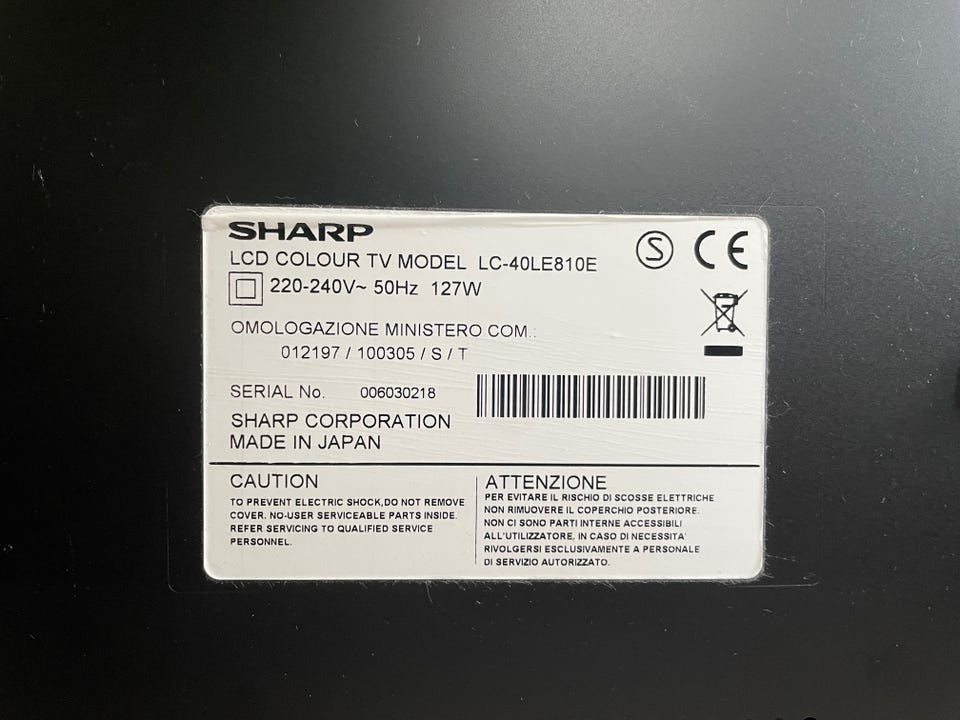 SHARP
LCD COLOUR TV MODEL LC-40LE810E
220-240V~ 50Hz 127W
OMOLOGAZIONE MINISTERO COM.:
012197 / 100305 / S / T
SERIAL No. 006030218
SHARP CORPORATION
MADE IN JAPAN
S
CE
CAUTION
TO PREVENT ELECTRIC SHOCK,DO NOT REMOVE
COVER. NO-USER SERVICEABLE PARTS INSIDE.
REFER SERVICING TO QUALIFIED SERVICE
PERSONNEL.
ATTENZIONE
PER EVITARE IL RISCHIO DI SCOSSE ELETTRICHE
NON RIMUOVERE IL COPERCHIO POSTERIORE.
NON CI SONO PARTI INTERNE ACCESSIBILI
ALL'UTILIZZATORE, IN CASO DI NECESSITA'
RIVOLGERSI ESCLUSIVAMENTE A PERSONALE
DI SERVIZIO AUTORIZZATO.